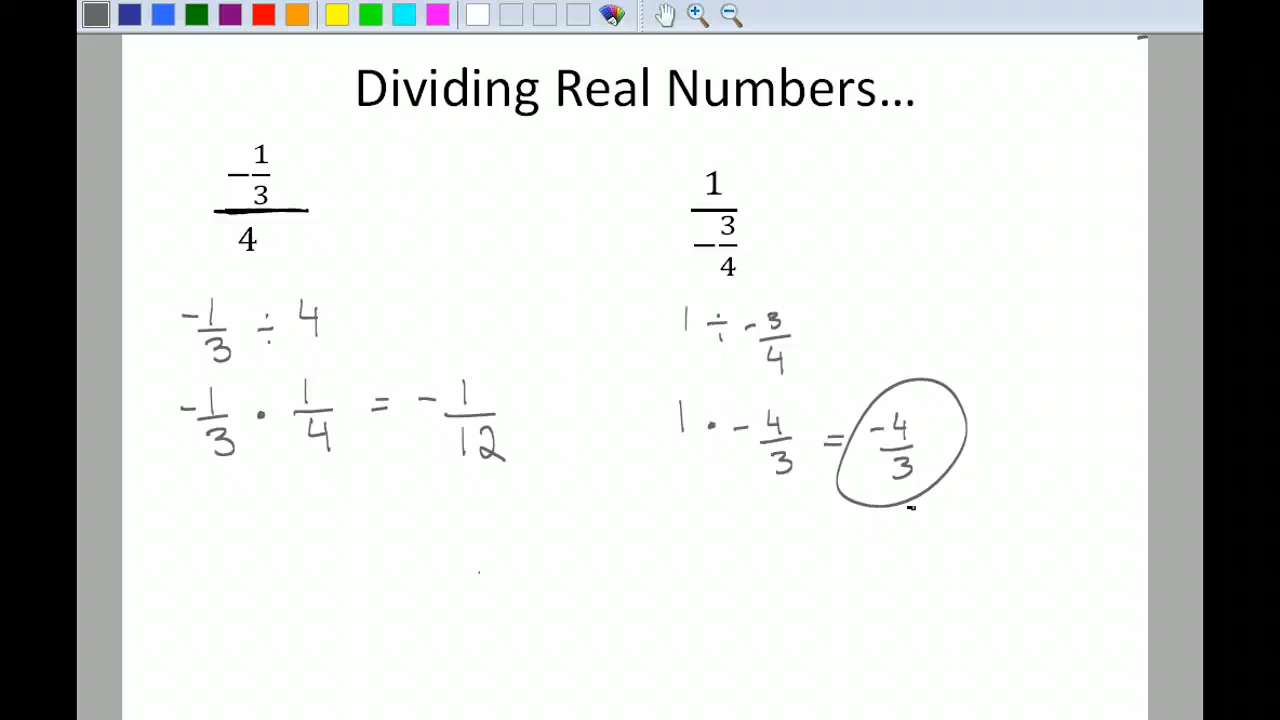 Dividing Real Numbers...
-1/3
4
-1/3 ÷ 4
-1/3 · 1/4 = -1/12
1
-3/4
1 ÷ -3/4
1 · -4/3 = -4/3